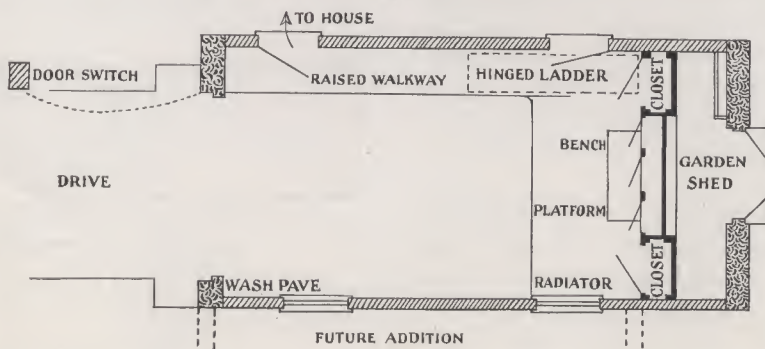 TO HOUSE
DOOR SWITCH
RAISED WALKWAY
HINGED LADDER
CLOSET
BENCH
GARDEN
SHED
DRIVE
PLATFORM
WASH PAVE
RADIATOR
CLOSET
FUTURE ADDITION